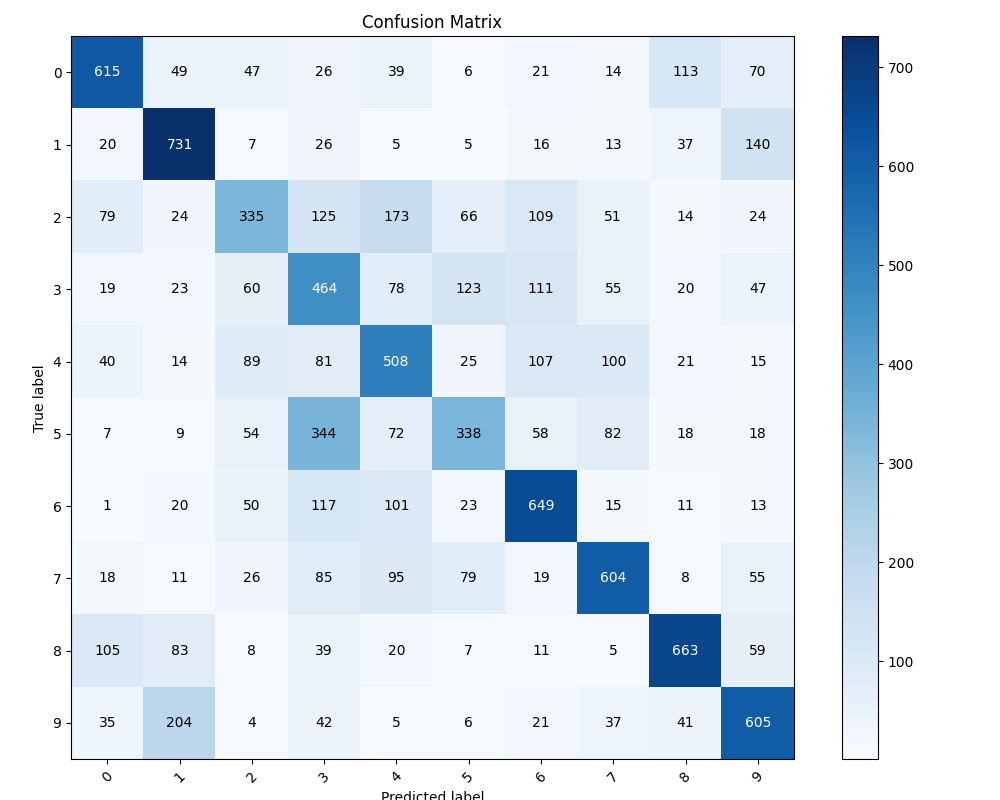 Confusion Matrix
0 615 49 47 26 39 6 21 14 113 70
1 20 731 7 26 5 5 16 13 37 140
2 79 24 335 125 173 66 109 51 14 24
3 19 23 60 464 78 123 111 55 20 47
4 40 14 89 81 508 25 107 100 21 15
5 7 9 54 344 72 338 58 82 18 18
6 1 20 50 117 101 23 649 15 11 13
7 18 11 26 85 95 79 19 604 8 55
8 105 83 8 39 20 7 11 5 663 59
9 35 204 4 42 5 6 21 37 41 605
0 1 2 3 4 5 6 7 8 9
True label
Predicted label
700
600
500
400
300
200
100